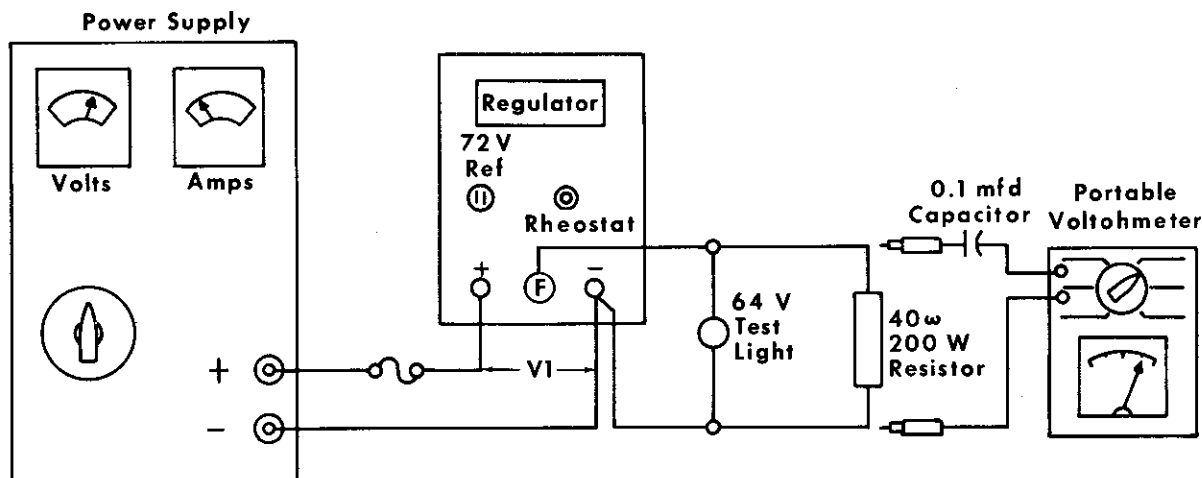 Power Supply
Volts
Amps
+
−
Regulator
72 V
Ref
Rheostat
+
F
−
V1
64 V
Test
Light
40ω
200 W
Resistor
0.1 mfd
Capacitor
Portable
Voltohmeter